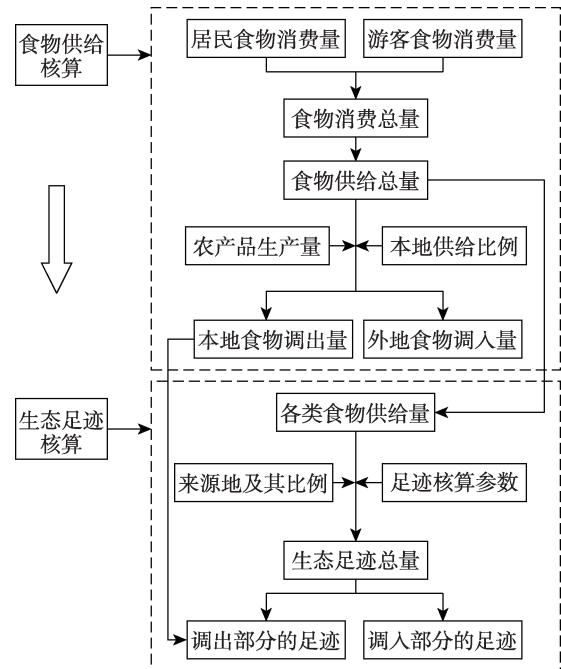 食物供给
核算
居民食物消费量
游客食物消费量
食物消费总量
食物供给总量
农产品生产量
本地供给比例
本地食物调出量
外地食物调入量
生态足迹
核算
各类食物供给量
来源地及其比例
足迹核算参数
生态足迹总量
调出部分的足迹
调入部分的足迹